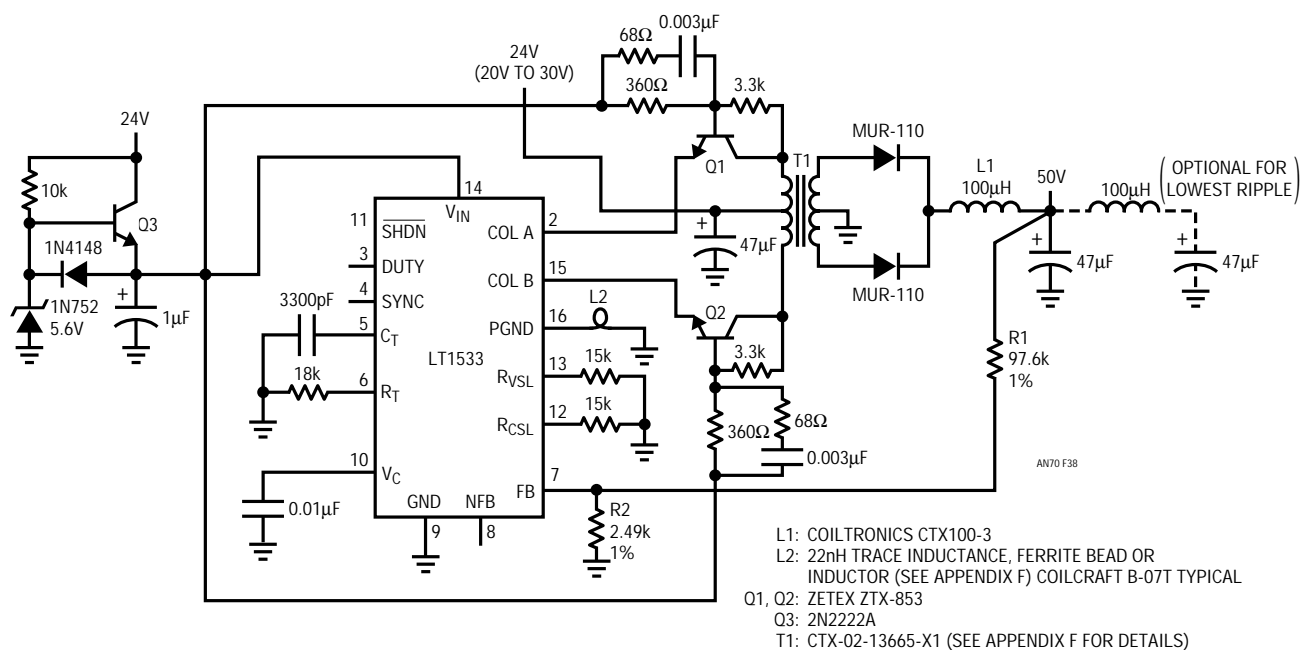 0.003µF
68Ω
24V
(20V TO 30V)
360Ω
3.3k
24V
MUR-110
Q1
T1
L1
100µH
50V
100µH
(OPTIONAL FOR
LOWEST RIPPLE)
10k
Q3
14
VIN
11
SHDN
COL A
2
47µF
47µF
47µF
1N4148
3
DUTY
COL B
15
MUR-110
1N752
5.6V
1µF
4
SYNC
L2
Q2
3300pF
5
CT
PGND
16
LT1533
3.3k
R1
97.6k
1%
18k
6
RT
RVSL
13
15k
RCSL
12
15k
360Ω
68Ω
0.003µF
AN70 F38
10
VC
FB
7
0.01µF
GND
NFB
9
8
R2
2.49k
1%
L1: COILTRONICS CTX100-3
L2: 22nH TRACE INDUCTANCE, FERRITE BEAD OR
INDUCTOR (SEE APPENDIX F) COILCRAFT B-07T TYPICAL
Q1, Q2: ZETEX ZTX-853
Q3: 2N2222A
T1: CTX-02-13665-X1 (SEE APPENDIX F FOR DETAILS)